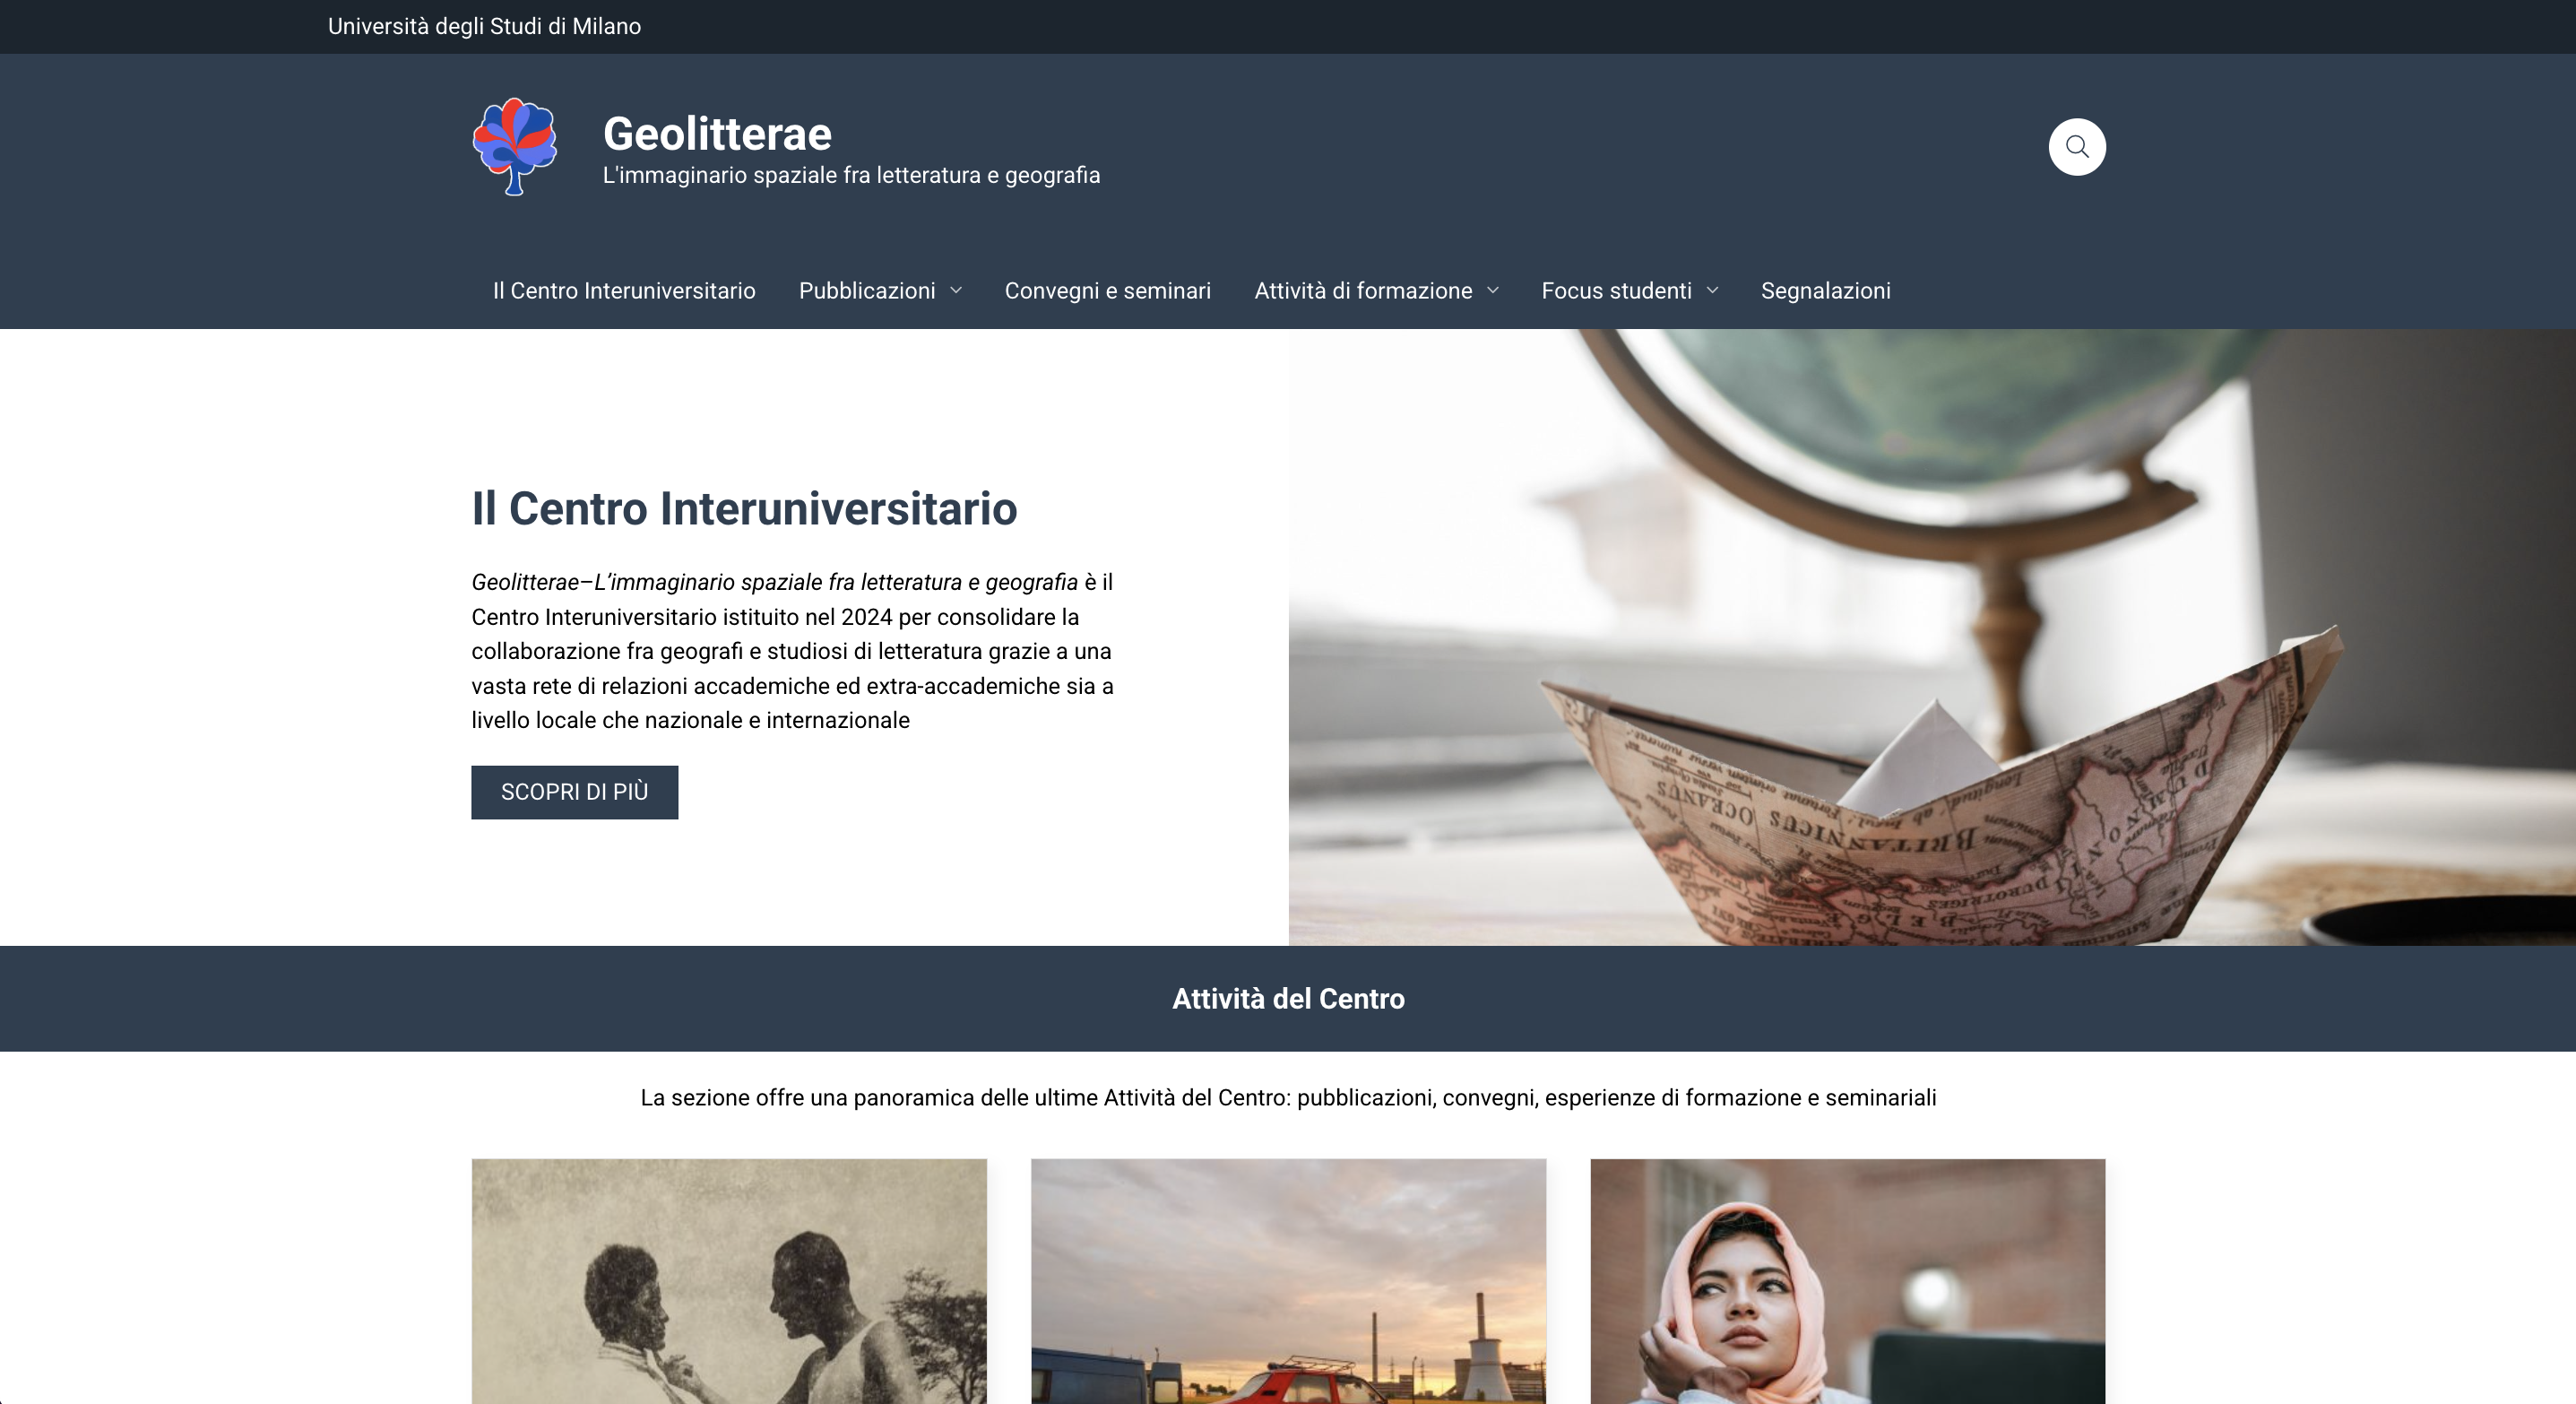 Università degli Studi di Milano
Geolitterae
L'immaginario spaziale fra letteratura e geografia
Il Centro Interuniversitario
Pubblicazioni
Convegni e seminari
Attività di formazione
Focus studenti
Segnalazioni
Il Centro Interuniversitario
Geolitterae–L’immaginario spaziale fra letteratura e geografia è il
Centro Interuniversitario istituito nel 2024 per consolidare la
collaborazione fra geografi e studiosi di letteratura grazie a una
vasta rete di relazioni accademiche ed extra-accademiche sia a
livello locale che nazionale e internazionale
SCOPRI DI PIÙ
OCEANUS
BRITANNICUS
DUROTRIGES
Attività del Centro
La sezione offre una panoramica delle ultime Attività del Centro: pubblicazioni, convegni, esperienze di formazione e seminariali